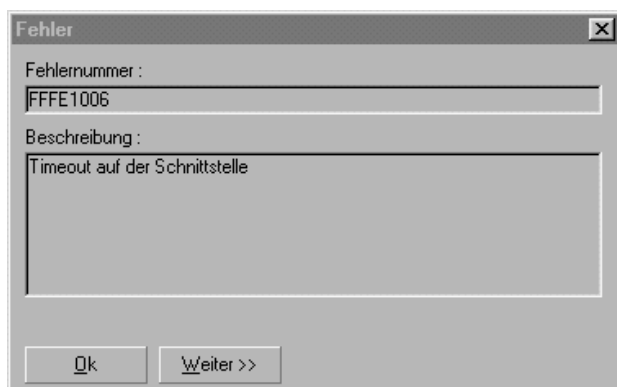 Fehler
Fehlernummer :
FFFE1006
Beschreibung :
Timeout auf der Schnittstelle
Ok Weiter >>